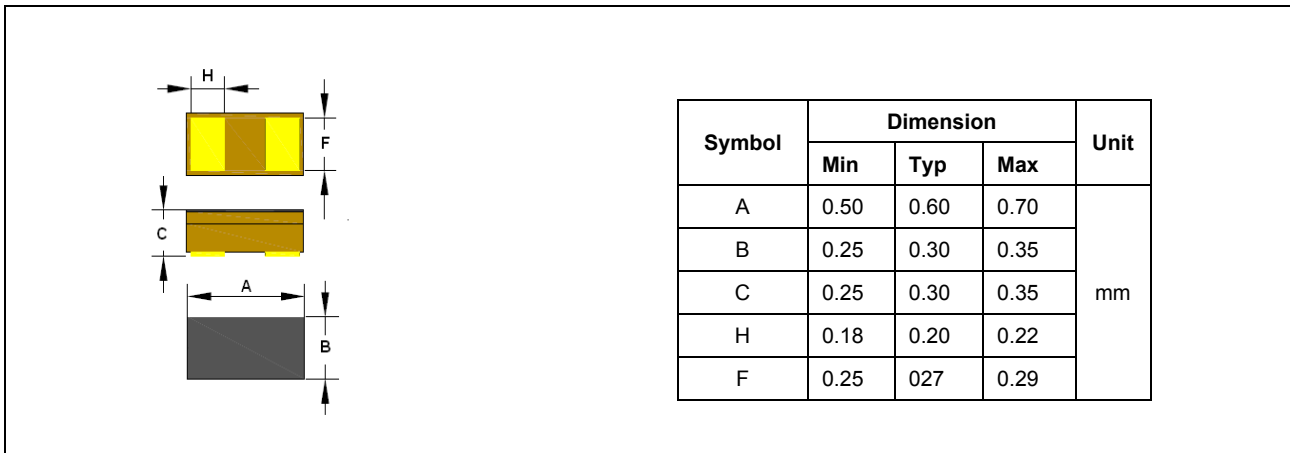 H
F
C
A
B
Symbol Dimension Unit
Min Typ Max
A 0.50 0.60 0.70
B 0.25 0.30 0.35
C 0.25 0.30 0.35 mm
H 0.18 0.20 0.22
F 0.25 027 0.29